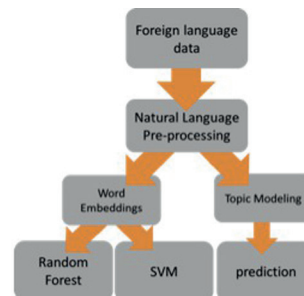 Foreign language
data
Natural Language
Pre-processing
Word
Embeddings
Topic Modeling
Random
Forest
SVM
prediction